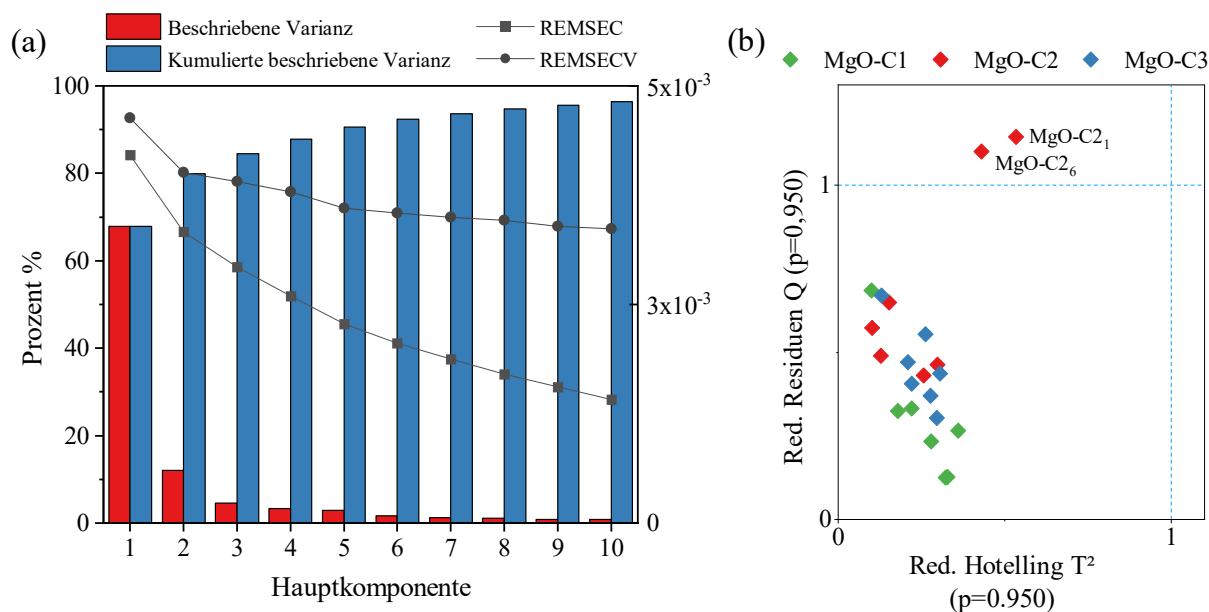 (a)
Beschriebene Varianz
Kumulierte beschriebene Varianz
REMSEC
REMSECV
100
80
60
40
20
0
Prozent %
5x10⁻³
3x10⁻³
0
1 2 3 4 5 6 7 8 9 10
Hauptkomponente
(b)
MgO-C1 MgO-C2 MgO-C3
MgO-C2₁
MgO-C2₆
1
0
Red. Residuen Q (p=0,950)
0 1
Red. Hotelling T²
(p=0.950)